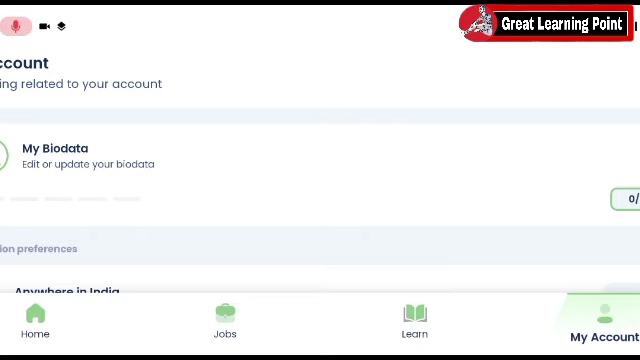 Great Learning Point
ccount
ing related to your account
My Biodata
Edit or update your biodata
0/
ion preferences
Anywhere in India
Home
Jobs
Learn
My Account